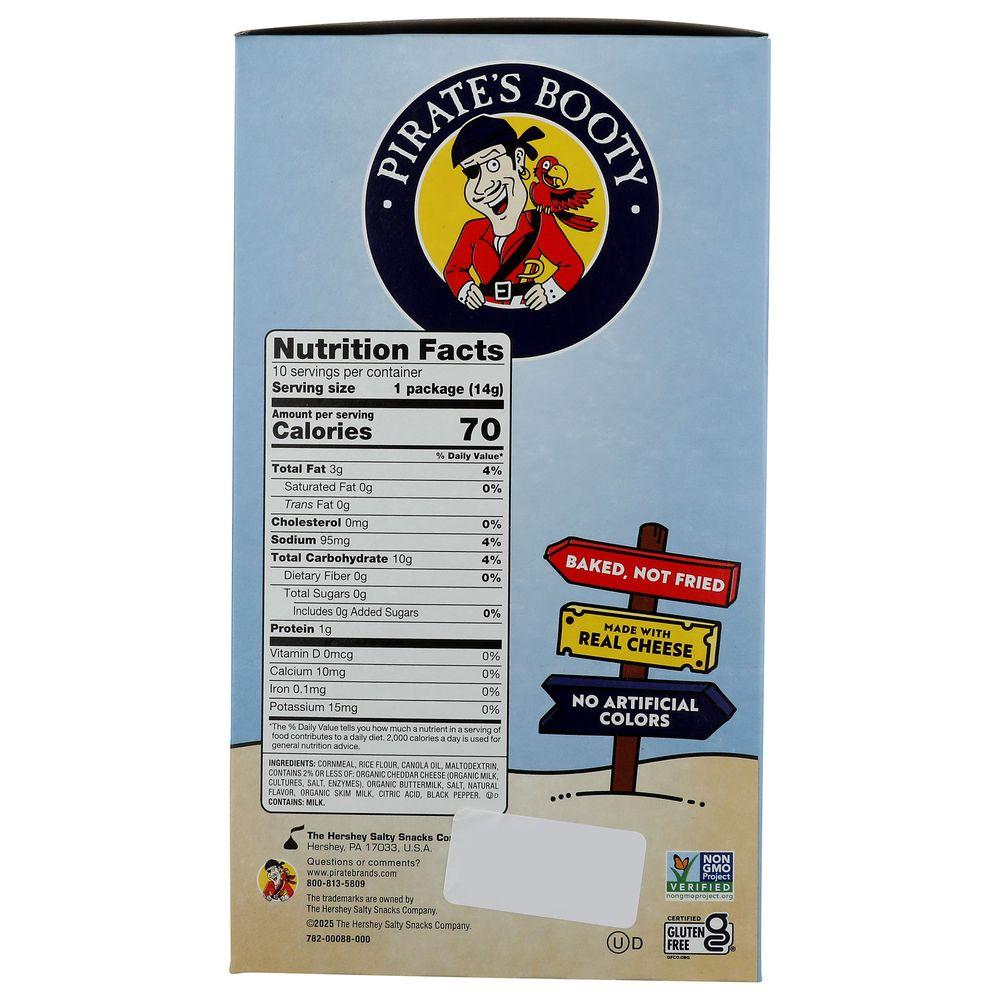 PIRATE'S BOOTY
Nutrition Facts
10 servings per container
Serving size 1 package (14g)
Amount per serving
Calories 70
% Daily Value*
Total Fat 3g 4%
Saturated Fat 0g 0%
Trans Fat 0g
Cholesterol 0mg 0%
Sodium 95mg 4%
Total Carbohydrate 10g 4%
Dietary Fiber 0g 0%
Total Sugars 0g
Includes 0g Added Sugars 0%
Protein 1g
Vitamin D 0mcg 0%
Calcium 10mg 0%
Iron 0.1mg 0%
Potassium 15mg 0%
*The % Daily Value tells you how much a nutrient in a serving of
food contributes to a daily diet. 2,000 calories a day is used for
general nutrition advice.
INGREDIENTS: CORNMEAL, RICE FLOUR, CANOLA OIL, MALTODEXTRIN,
CONTAINS 2% OR LESS OF: ORGANIC CHEDDAR CHEESE (ORGANIC MILK,
CULTURES, SALT, ENZYMES), ORGANIC BUTTERMILK, SALT, NATURAL
FLAVOR, ORGANIC SKIM MILK, CITRIC ACID, BLACK PEPPER. Ⓤ D
CONTAINS: MILK.
BAKED, NOT FRIED
MADE WITH
REAL CHEESE
NO ARTIFICIAL
COLORS
The Hershey Salty Snacks Co
Hershey, PA 17033, U.S.A.
Questions or comments?
www.piratebrands.com
800-813-5809
The trademarks are owned by
The Hershey Salty Snacks Company.
©2025 The Hershey Salty Snacks Company.
782-00088-000
Ⓤ D
NON
GMO
Project
VERIFIED
nongmoproject.org
CERTIFIED
GLUTEN
FREE
GFCO.ORG